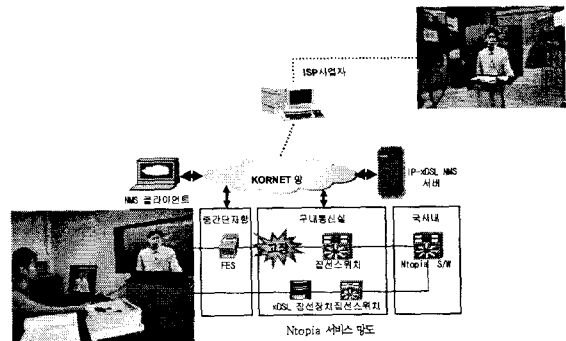 ISP사업자
KORNET 망
NMS 클라이언트
IP-xDSL NMS
서버
중간단자함
구내통신실
국사내
고장
FES
집선스위치
Ntopia S/W
xDSL 집선장치
집선스위치
Ntopia 서비스 망도